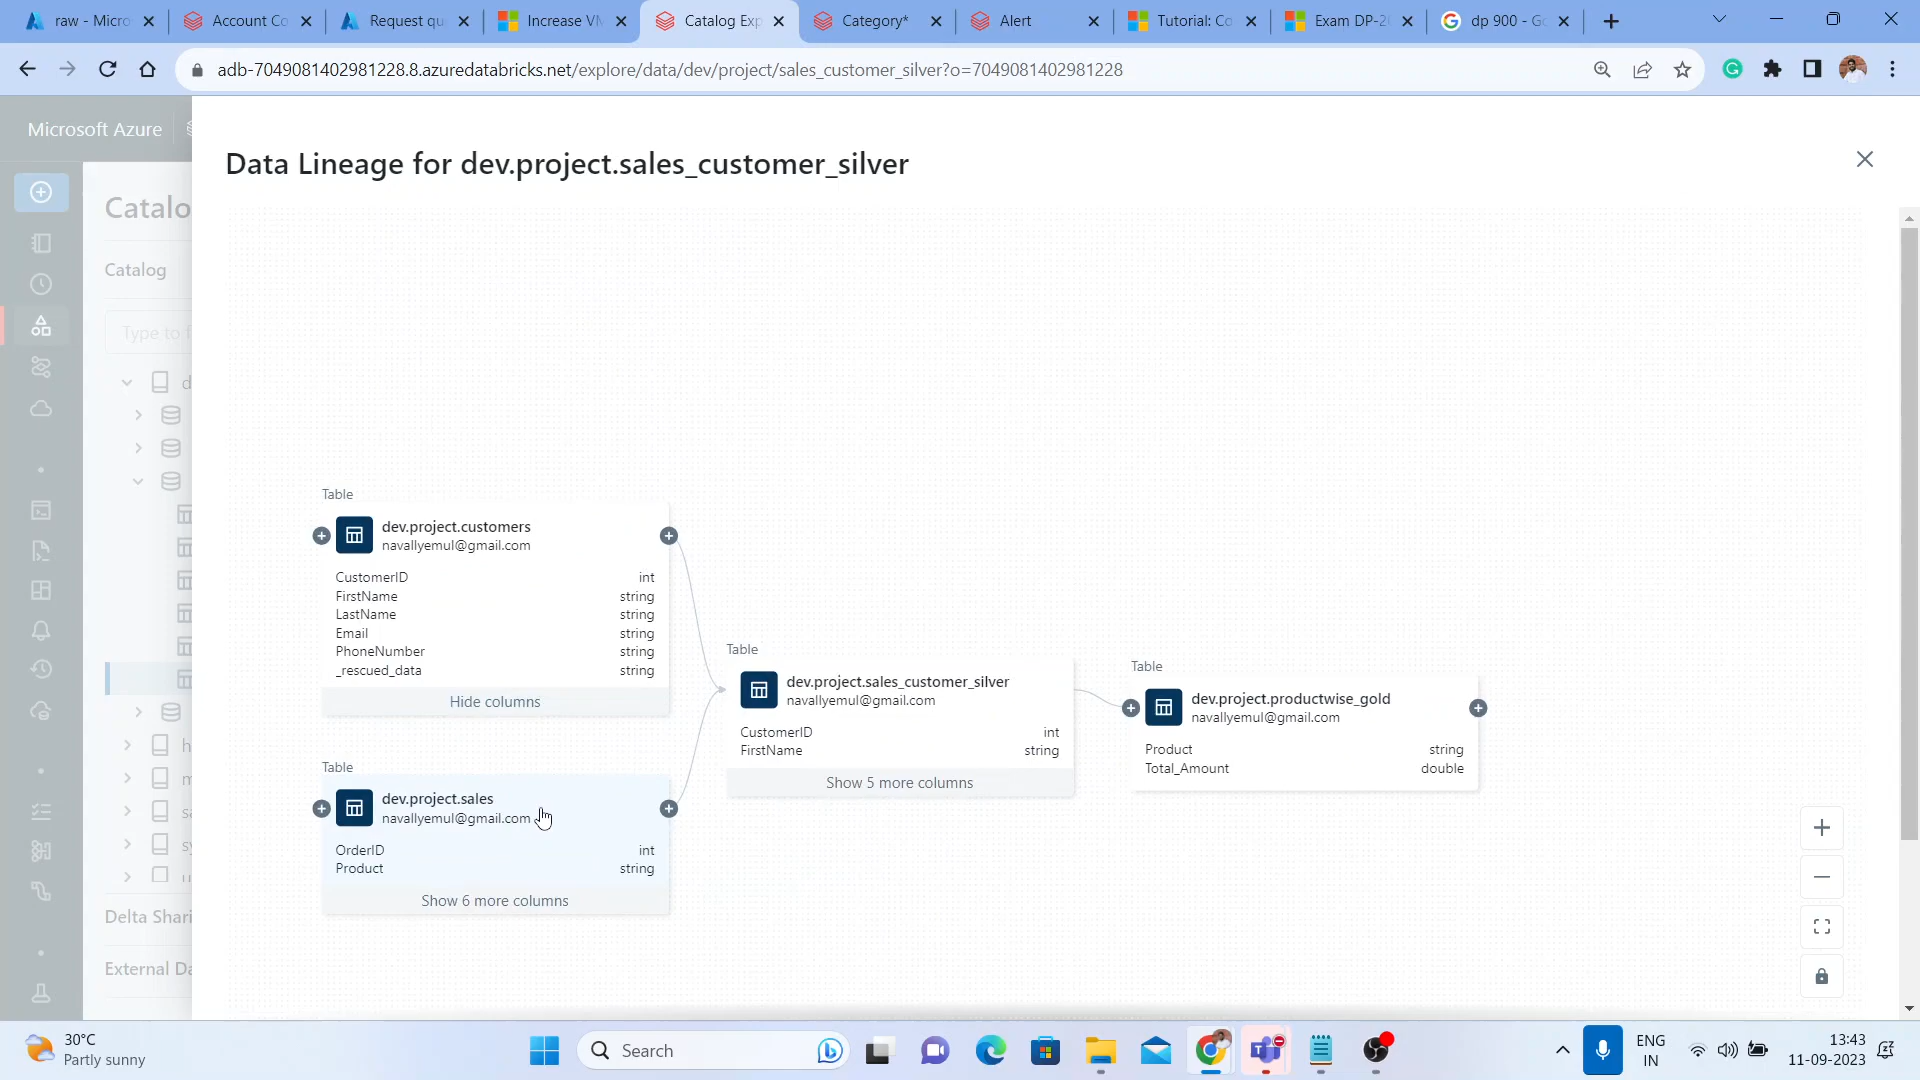 raw - Micro
Account Co
Request qu
Increase VM
Catalog Exp
Category*
Alert
Tutorial: Co
Exam DP-20
dp 900 - Go
adb-7049081402981228.8.azuredatabricks.net/explore/data/dev/project/sales_customer_silver?o=7049081402981228
Microsoft Azure
Catalo
Catalog
Type to f
Delta Shari
External Da
Data Lineage for dev.project.sales_customer_silver
Table
dev.project.customers
navallyemul@gmail.com
CustomerID int
FirstName string
LastName string
Email string
PhoneNumber string
_rescued_data string
Hide columns
Table
dev.project.sales
navallyemul@gmail.com
OrderID int
Product string
Show 6 more columns
Table
dev.project.sales_customer_silver
navallyemul@gmail.com
CustomerID int
FirstName string
Show 5 more columns
Table
dev.project.productwise_gold
navallyemul@gmail.com
Product string
Total_Amount double
30°C
Partly sunny
Search
ENG
IN
13:43
11-09-2023